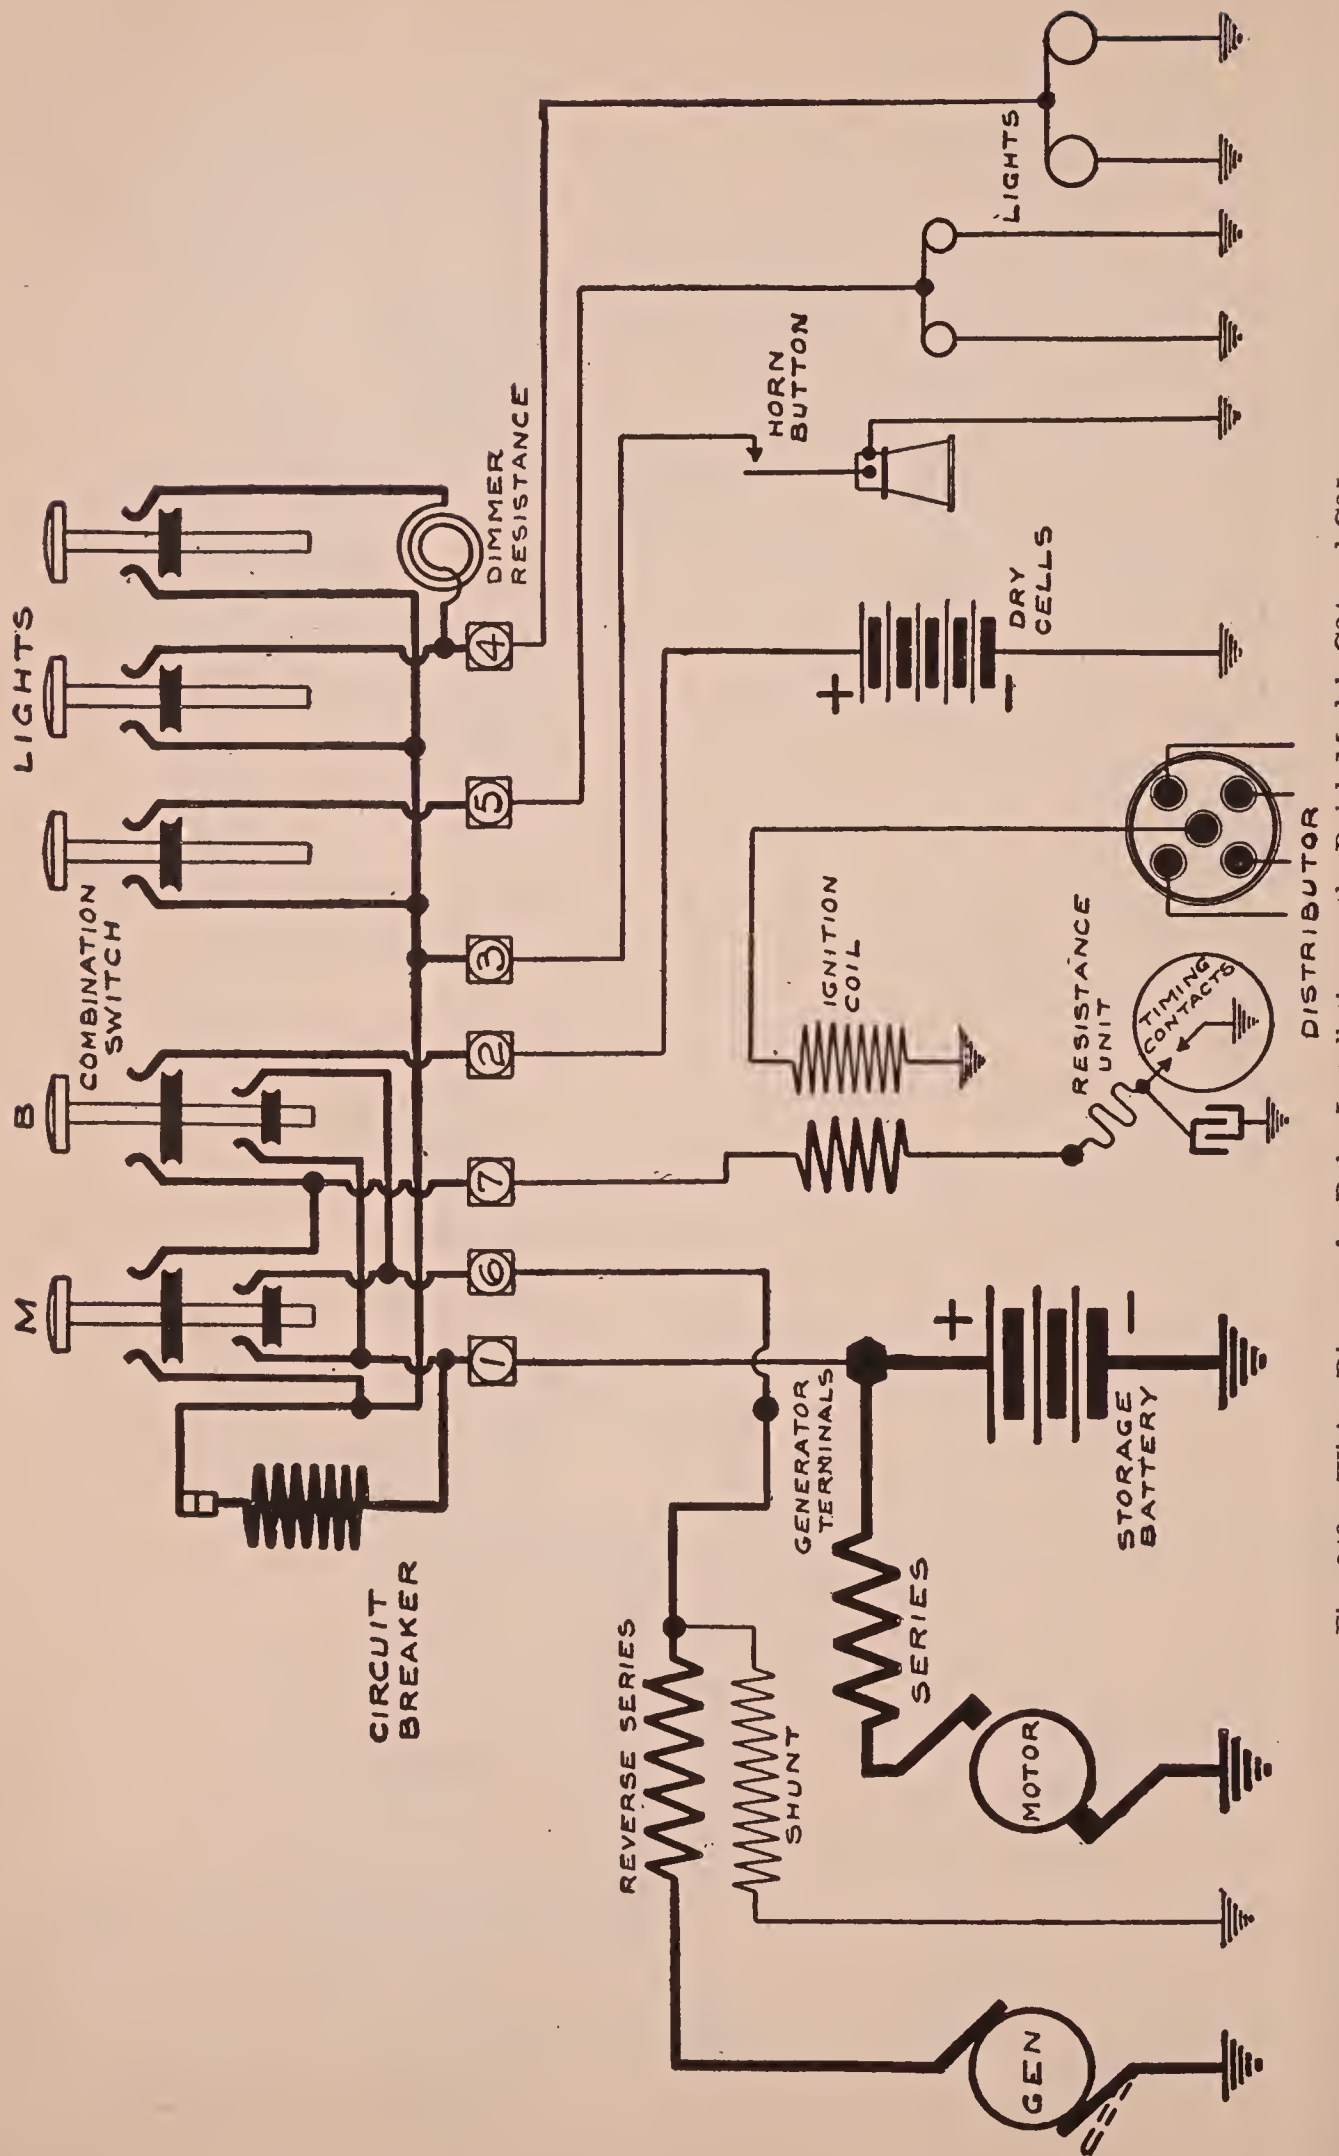 M
B
LIGHTS
COMBINATION
SWITCH
CIRCUIT
BREAKER
1
6
7
2
3
5
4
DIMMER
RESISTANCE
REVERSE SERIES
SHUNT
GENERATOR
TERMINALS
HORN
BUTTON
IGNITION
COIL
SERIES
+
−
+
−
STORAGE
BATTERY
DRY
CELLS
LIGHTS
RESISTANCE
UNIT
GEN
MOTOR
TIMING
CONTACTS
DISTRIBUTOR